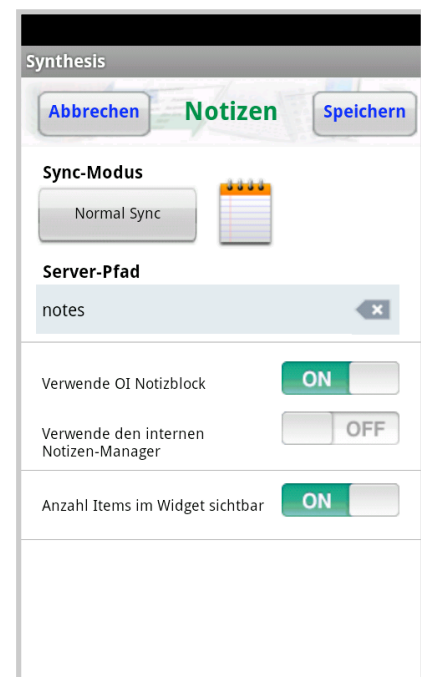 Synthesis
Abbrechen Notizen Speichern
Sync-Modus
Normal Sync
Server-Pfad
notes
Verwende OI Notizblock ON
Verwende den internen OFF
Notizen-Manager
Anzahl Items im Widget sichtbar ON